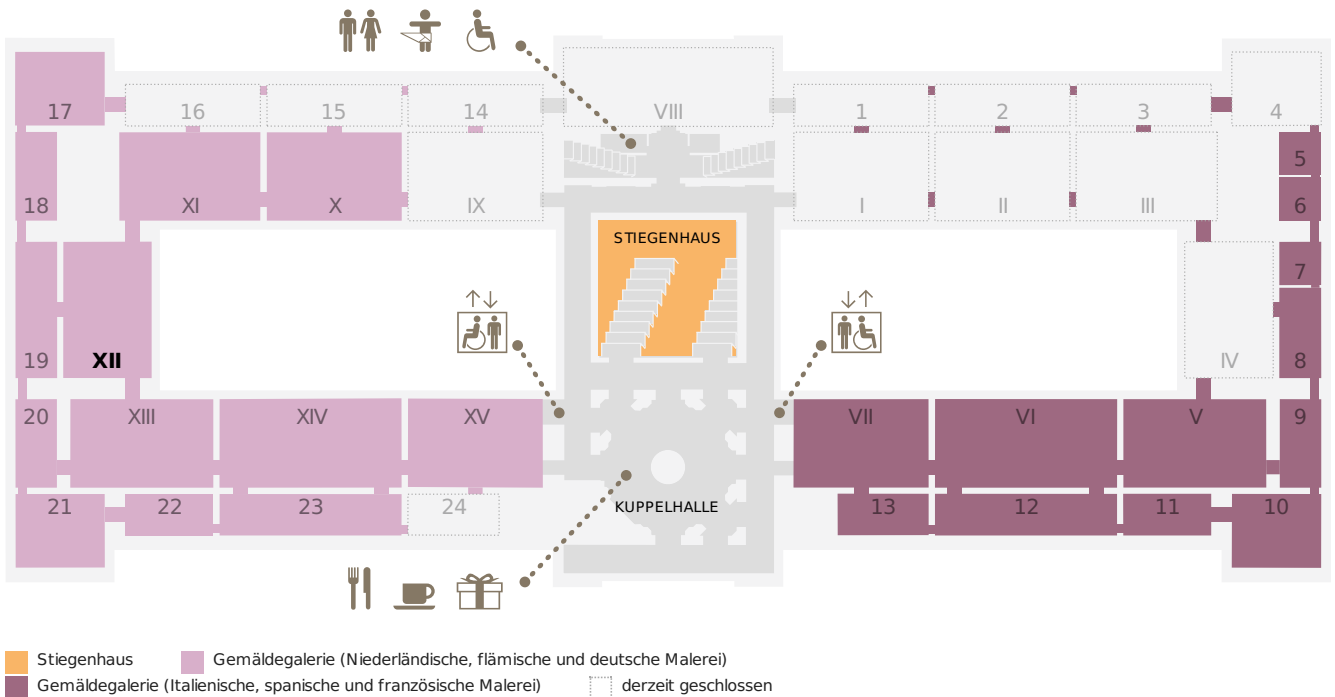 17
16
15
14
VIII
1
2
3
4
5
18
XI
X
IX
I
II
III
6
STIEGENHAUS
7
19
XII
IV
8
20
XIII
XIV
XV
VII
VI
V
9
21
22
23
24
KUPPELHALLE
13
12
11
10
Stiegenhaus
Gemäldegalerie (Niederländische, flämische und deutsche Malerei)
Gemäldegalerie (Italienische, spanische und französische Malerei)
derzeit geschlossen